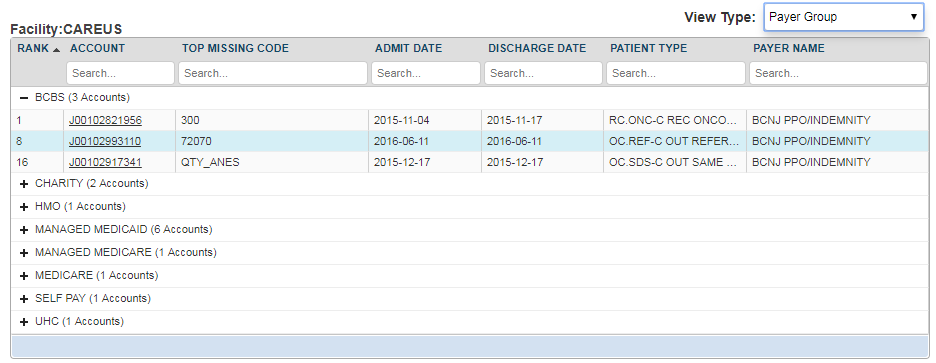 View Type: Payer Group
Facility:CAREUS
RANK ACCOUNT TOP MISSING CODE ADMIT DATE DISCHARGE DATE PATIENT TYPE PAYER NAME
Search... Search... Search... Search... Search... Search...
BCBS (3 Accounts)
1 J00102821956 300 2015-11-04 2015-11-17 RC.ONC-C REC ONCO... BCNJ PPO/INDEMNITY
8 J00102993110 72070 2016-06-11 2016-06-11 OC.REF-C OUT REFER... BCNJ PPO/INDEMNITY
16 J00102917341 QTY_ANES 2015-12-17 2015-12-17 OC.SDS-C OUT SAME ... BCNJ PPO/INDEMNITY
CHARITY (2 Accounts)
HMO (1 Accounts)
MANAGED MEDICAID (6 Accounts)
MANAGED MEDICARE (1 Accounts)
MEDICARE (1 Accounts)
SELF PAY (1 Accounts)
UHC (1 Accounts)